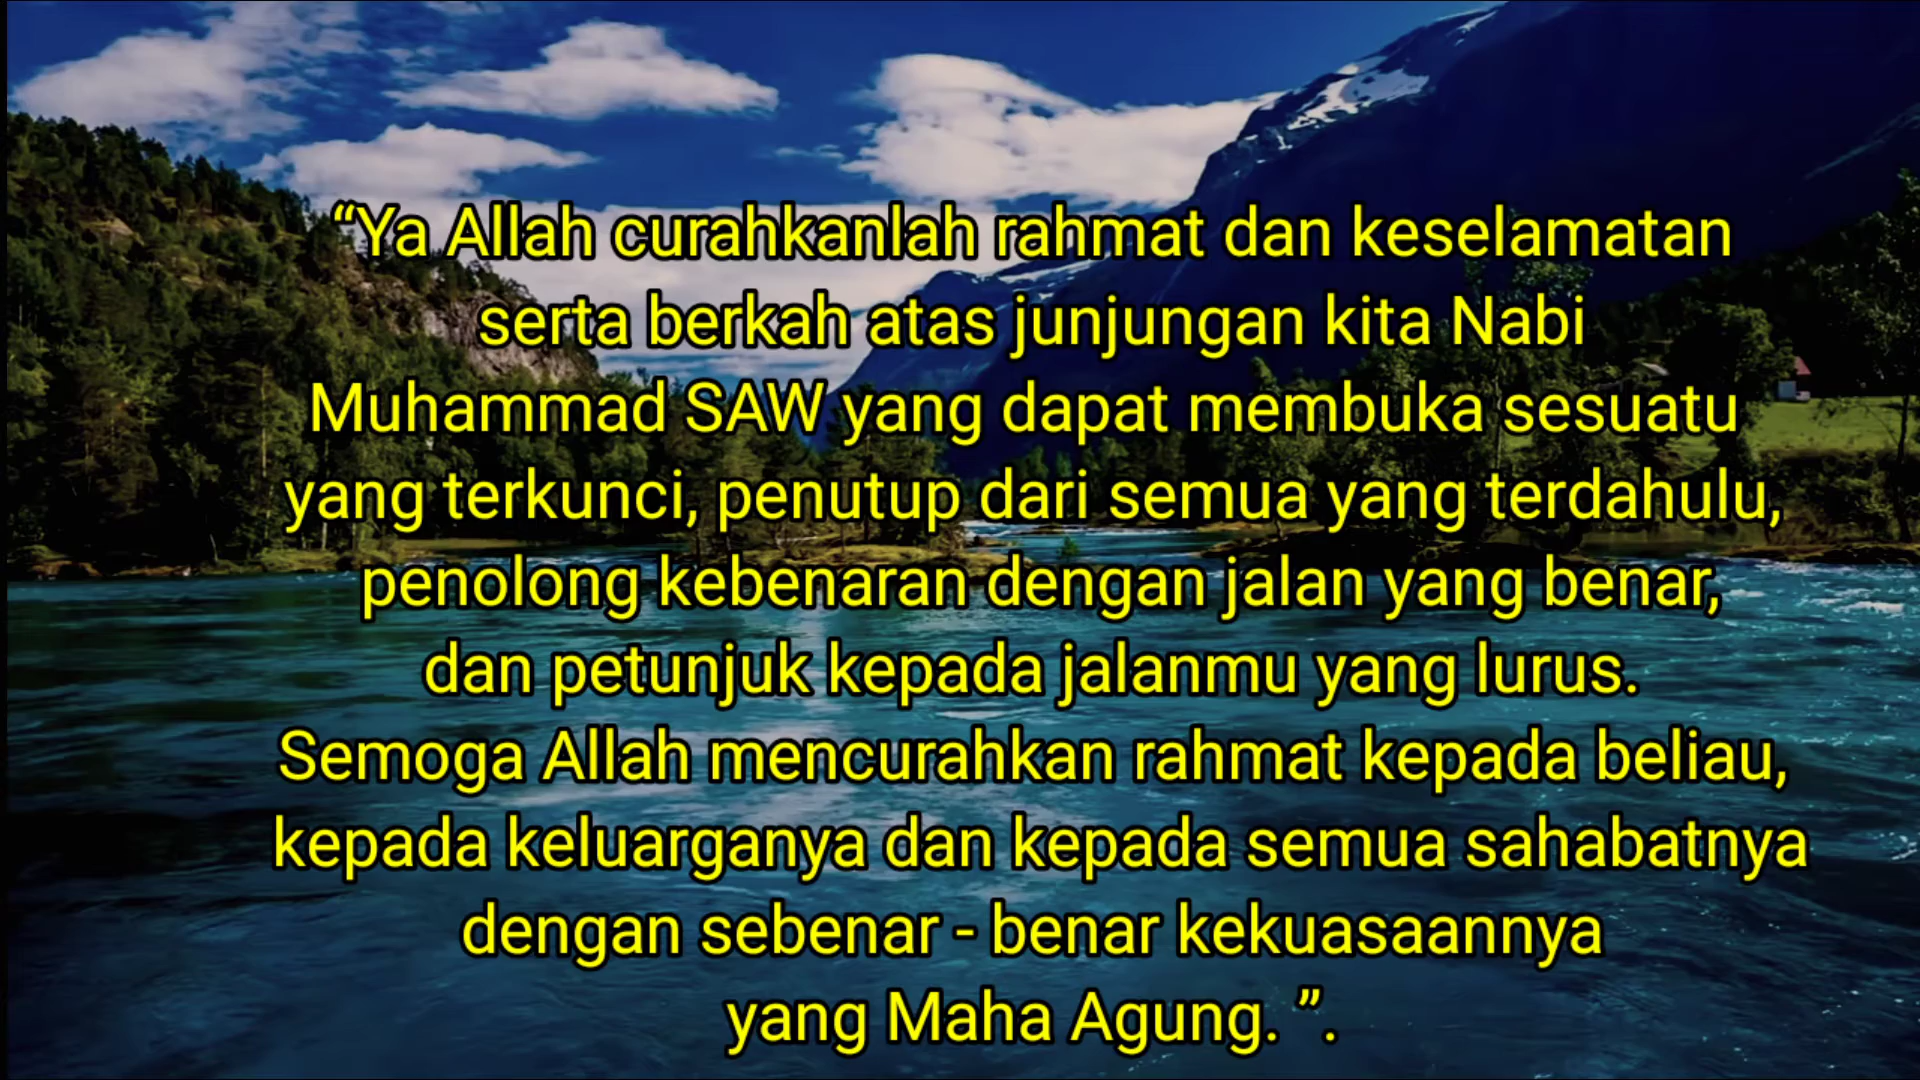 “Ya Allah curahkanlah rahmat dan keselamatan
serta berkah atas junjungan kita Nabi
Muhammad SAW yang dapat membuka sesuatu
yang terkunci, penutup dari semua yang terdahulu,
penolong kebenaran dengan jalan yang benar,
dan petunjuk kepada jalanmu yang lurus.
Semoga Allah mencurahkan rahmat kepada beliau,
kepada keluarganya dan kepada semua sahabatnya
dengan sebenar - benar kekuasaannya
yang Maha Agung. ”.